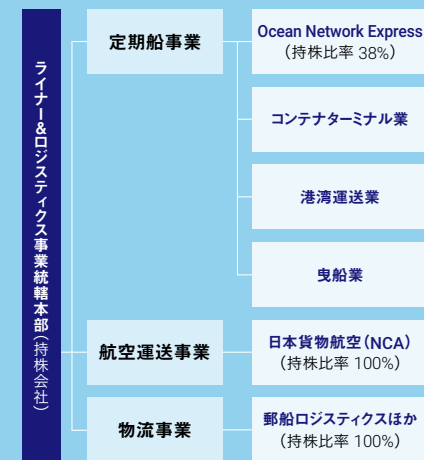 ライナー&ロジスティクス事業統轄本部(持株会社)
定期船事業
Ocean Network Express
(持株比率 38%)
コンテナターミナル業
港湾運送業
曳船業
航空運送事業
日本貨物航空(NCA)
(持株比率 100%)
物流事業
郵船ロジスティクスほか
(持株比率 100%)